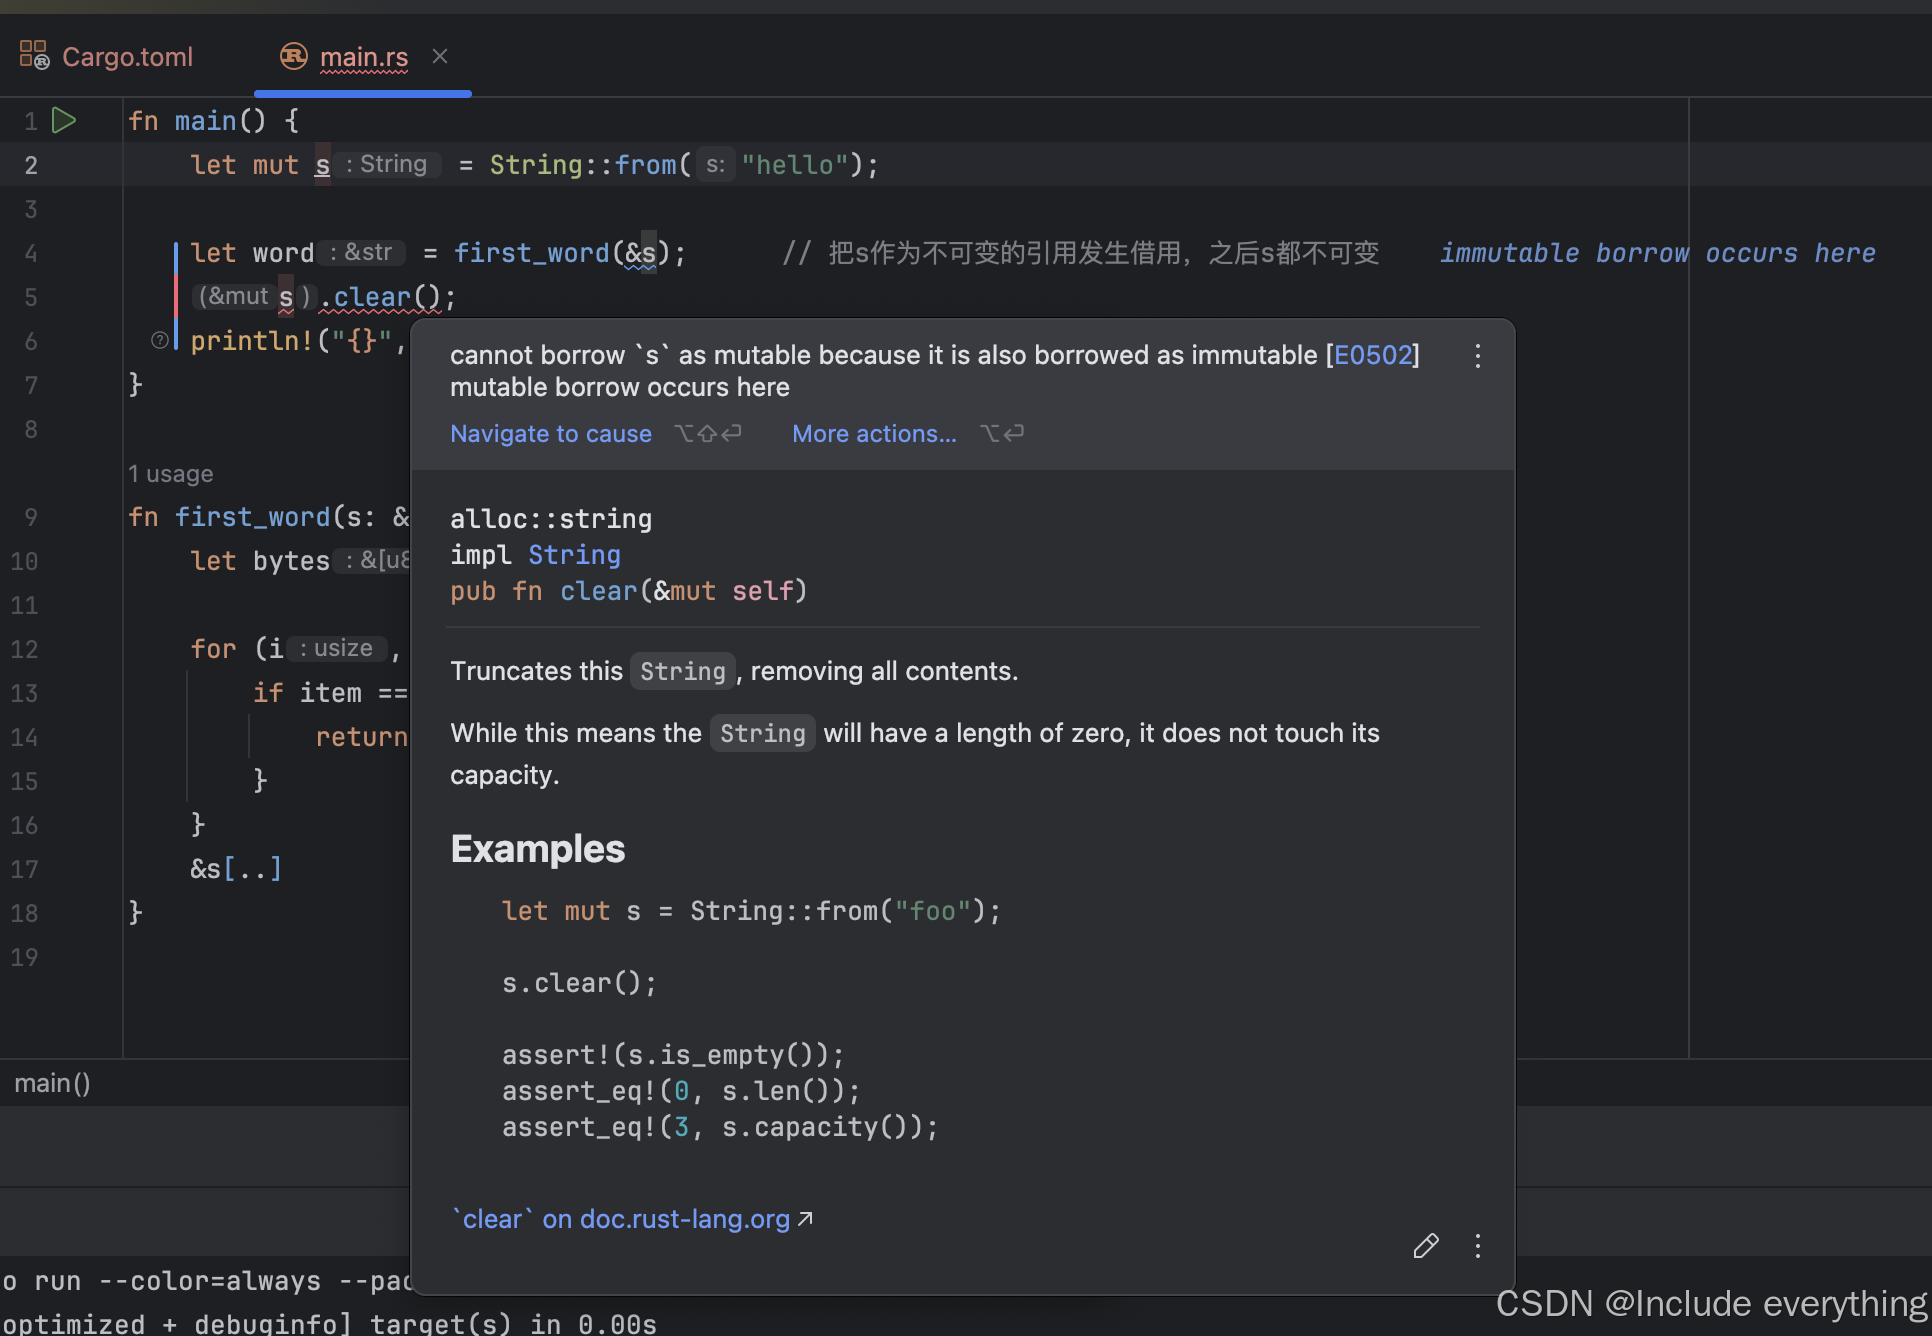 Cargo.toml
main.rs
1 fn main() {
2 let mut s : String = String::from( s: "hello");
3
4 let word : &str = first_word(&s); // 把s作为不可变的引用发生借用，之后s都不可变 immutable borrow occurs here
5 (&mut s ).clear();
6 println!("{}",
7 }
8
1 usage
9 fn first_word(s: &
10 let bytes : &[u8
11
12 for (i : usize ,
13 if item ==
14 return
15 }
16 }
17 &s[..]
18 }
19
cannot borrow `s` as mutable because it is also borrowed as immutable [E0502]
mutable borrow occurs here
Navigate to cause ⌥⇧⏎ More actions... ⌥⏎
alloc::string
impl String
pub fn clear(&mut self)
Truncates this String, removing all contents.
While this means the String will have a length of zero, it does not touch its
capacity.
Examples
let mut s = String::from("foo");
s.clear();
assert!(s.is_empty());
assert_eq!(0, s.len());
assert_eq!(3, s.capacity());
`clear` on doc.rust-lang.org↗
main()
o run --color=always --pac
optimized + debuginfo] target(s) in 0.00s
CSDN @Include everything